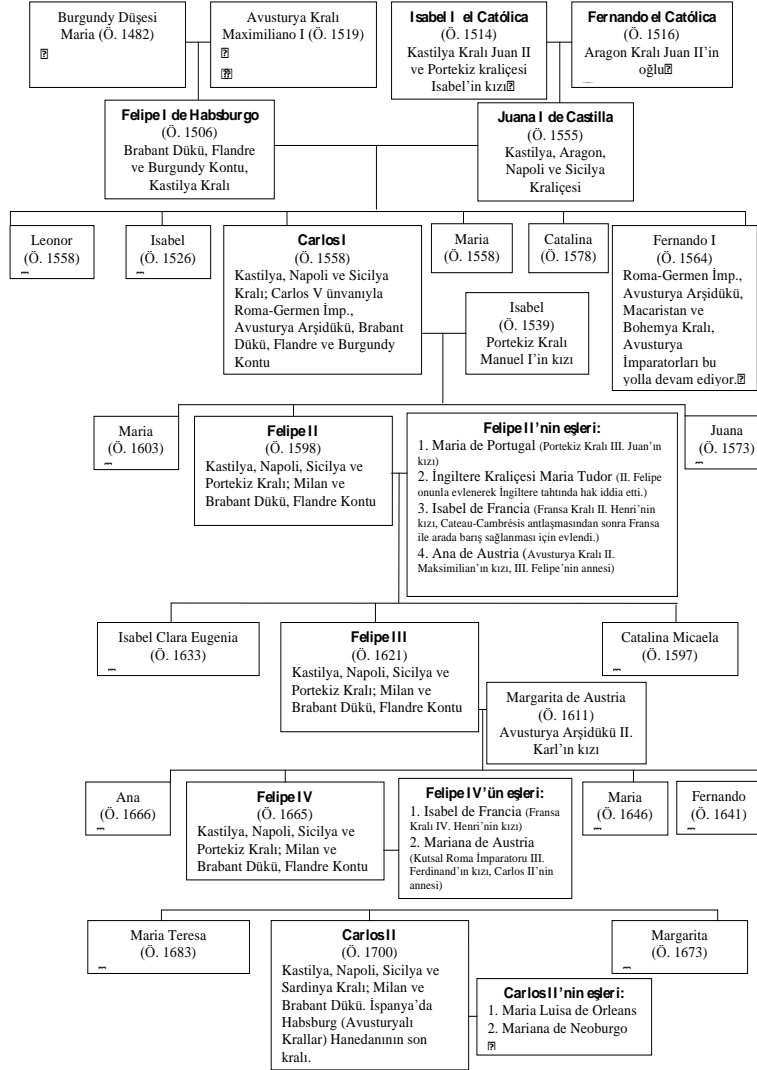 Burgundy Düşesi
Maria (Ö. 1482)
Avusturya Kralı
Maximiliano I (Ö. 1519)
Isabel I el Católica
(Ö. 1514)
Kastilya Kralı Juan II
ve Portekiz kraliçesi
Isabel’in kızı
Fernando el Católica
(Ö. 1516)
Aragon Kralı Juan II’in
oğlu
Felipe I de Habsburgo
(Ö. 1506)
Brabant Dükü, Flandre
ve Burgundy Kontu,
Kastilya Kralı
Juana I de Castilla
(Ö. 1555)
Kastilya, Aragon,
Napoli ve Sicilya
Kraliçesi
Leonor
(Ö. 1558)
Isabel
(Ö. 1526)
Carlos I
(Ö. 1558)
Kastilya, Napoli ve Sicilya
Kralı; Carlos V ünvanıyla
Roma-Germen İmp.,
Avusturya Arşidükü, Brabant
Dükü, Flandre ve Burgundy
Kontu
Maria
(Ö. 1558)
Catalina
(Ö. 1578)
Fernando I
(Ö. 1564)
Roma-Germen İmp.,
Avusturya Arşidükü,
Macaristan ve
Bohemya Kralı,
Avusturya
İmparatorları bu
yolla devam ediyor.
Isabel
(Ö. 1539)
Portekiz Kralı
Manuel I’in kızı
Maria
(Ö. 1603)
Felipe II
(Ö. 1598)
Kastilya, Napoli, Sicilya ve
Portekiz Kralı; Milan ve
Brabant Dükü, Flandre Kontu
Felipe II’nin eşleri:
1. Maria de Portugal (Portekiz Kralı III. Juan’ın
kızı)
2. İngiltere Kraliçesi Maria Tudor (II. Felipe
onunla evlenerek İngiltere tahtında hak iddia etti.)
3. Isabel de Francia (Fransa Kralı II. Henri’nin
kızı, Cateau-Cambrésis antlaşmasından sonra Fransa
ile arada barış sağlanması için evlendi.)
4. Ana de Austria (Avusturya Kralı II.
Maksimilian’ın kızı, III. Felipe’nin annesi)
Juana
(Ö. 1573)
Isabel Clara Eugenia
(Ö. 1633)
Felipe III
(Ö. 1621)
Kastilya, Napoli, Sicilya ve
Portekiz Kralı; Milan ve
Brabant Dükü, Flandre Kontu
Catalina Micaela
(Ö. 1597)
Margarita de Austria
(Ö. 1611)
Avusturya Arşidükü II.
Karl’ın kızı
Ana
(Ö. 1666)
Felipe IV
(Ö. 1665)
Kastilya, Napoli, Sicilya ve
Portekiz Kralı; Milan ve
Brabant Dükü, Flandre Kontu
Felipe IV’ün eşleri:
1. Isabel de Francia (Fransa
Kralı IV. Henri’nin kızı)
2. Mariana de Austria
(Kutsal Roma İmparatoru III.
Ferdinand’ın kızı, Carlos II’nin
annesi)
Maria
(Ö. 1646)
Fernando
(Ö. 1641)
Maria Teresa
(Ö. 1683)
Carlos II
(Ö. 1700)
Kastilya, Napoli, Sicilya ve
Sardinya Kralı; Milan ve
Brabant Dükü. İspanya’da
Habsburg (Avusturyalı
Krallar) Hanedanının son
kralı.
Margarita
(Ö. 1673)
Carlos II’nin eşleri:
1. Maria Luisa de Orleans
2. Mariana de Neoburgo